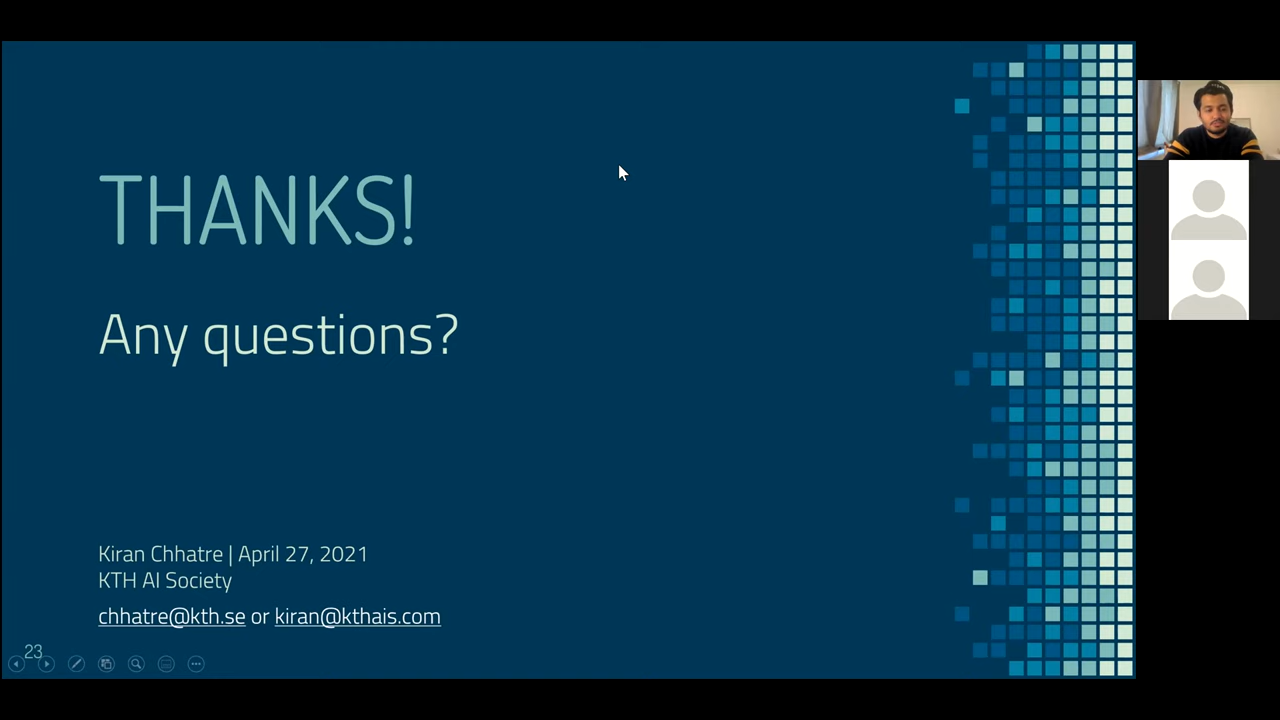 THANKS!
Any questions?
Kiran Chhatre | April 27, 2021
KTH AI Society
chhatre@kth.se or kiran@kthais.com
23